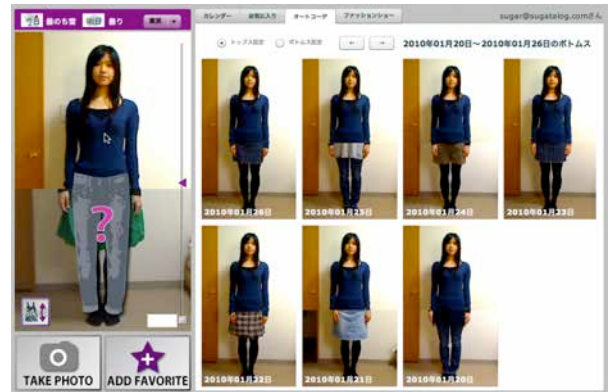 曇のち雪 明日 曇り 東京
カレンダー お気に入り オートコーデ ファッションショー sugar@sugatalog.comさん
トップス固定 ボトムス固定 ← → 2010年01月20日〜2010年01月26日のボトムス
2010年01月26日 2010年01月25日 2010年01月24日 2010年01月23日
?
2010年01月22日 2010年01月21日 2010年01月20日
TAKE PHOTO ADD FAVORITE